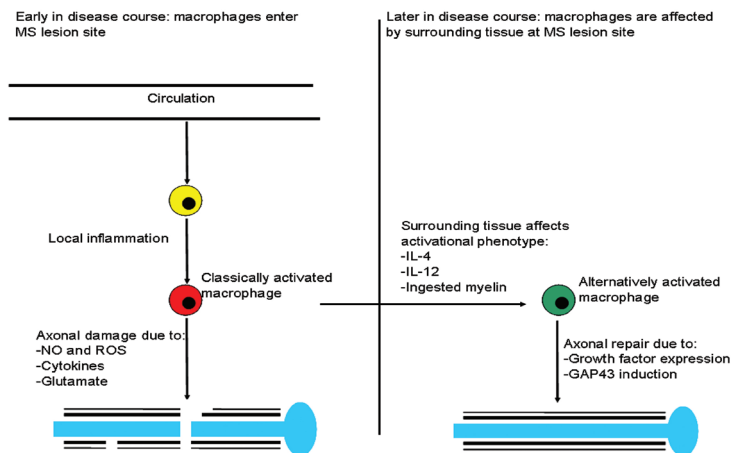 Early in disease course: macrophages enter
MS lesion site
Circulation
Local inflammation
Classically activated
macrophage
Axonal damage due to:
-NO and ROS
-Cytokines
-Glutamate
Later in disease course: macrophages are affected
by surrounding tissue at MS lesion site
Surrounding tissue affects
activational phenotype:
-IL-4
-IL-12
-Ingested myelin
Alternatively activated
macrophage
Axonal repair due to:
-Growth factor expression
-GAP43 induction